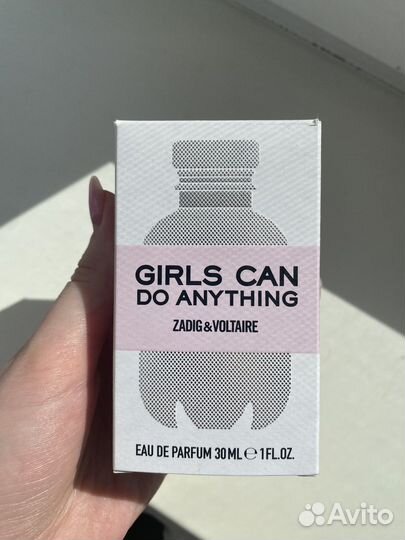 GIRLS CAN
DO ANYTHING
ZADIG&VOLTAIRE
EAU DE PARFUM 30 ML ℮ 1 FL.OZ.
Avito